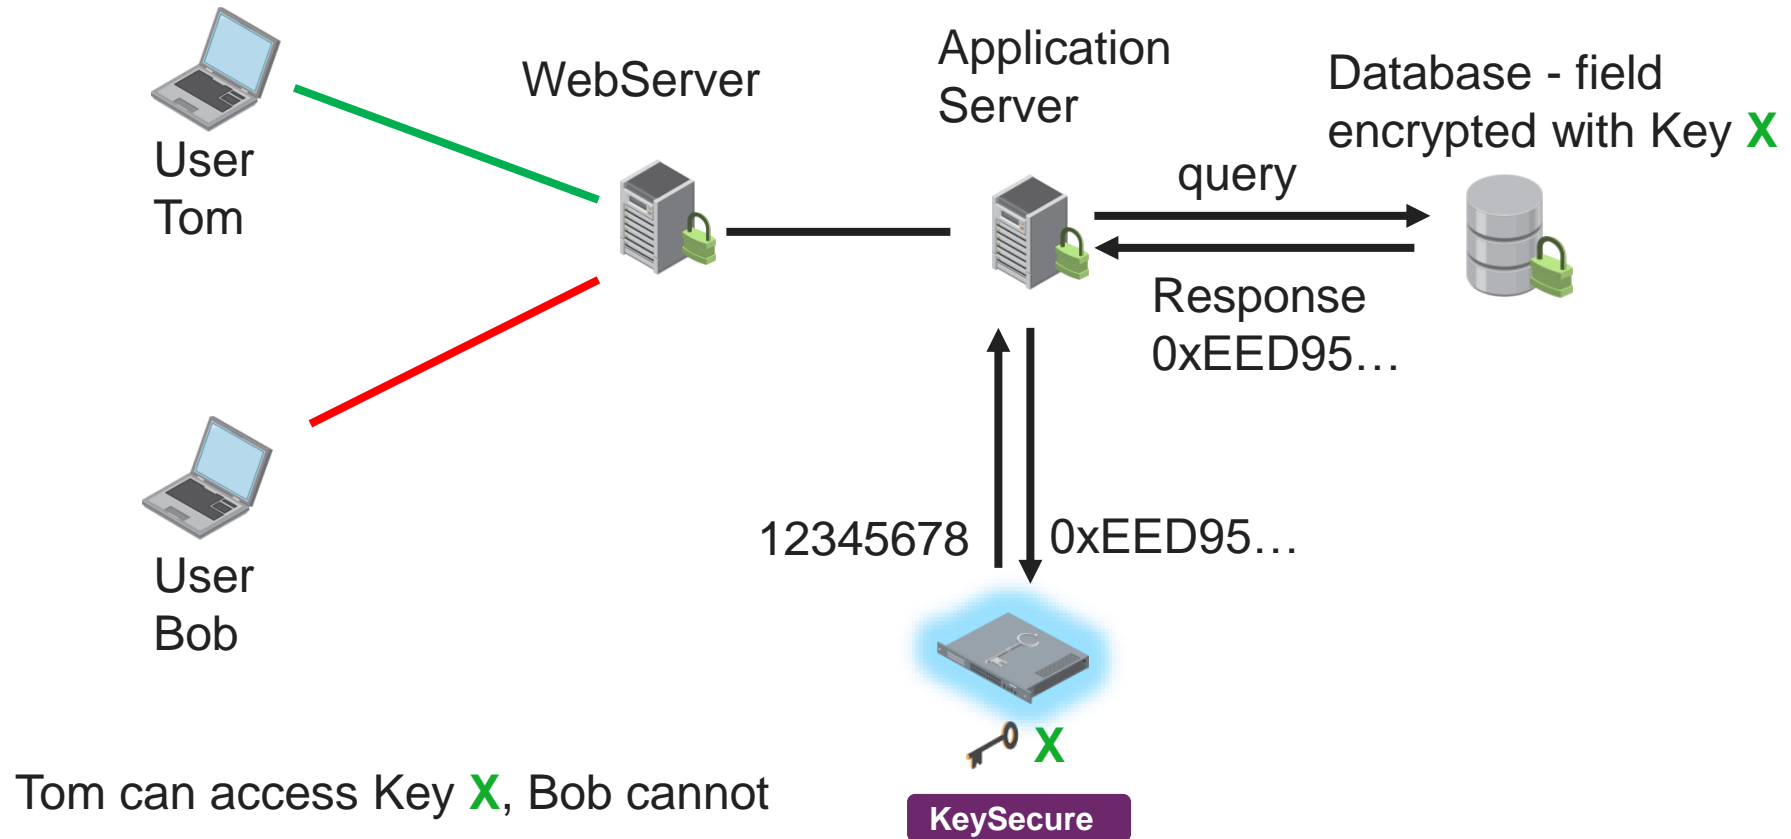 User
Tom
WebServer
Application
Server
Database - field
encrypted with Key X
query
Response
0xEED95…
User
Bob
12345678
0xEED95…
X
Tom can access Key X, Bob cannot
KeySecure